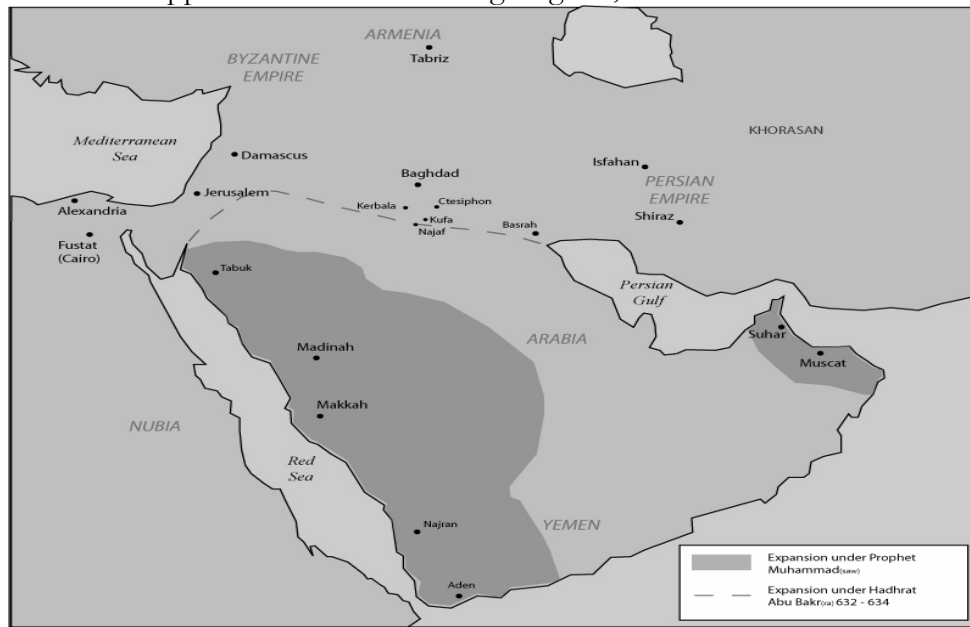 ARMENIA
Tabriz
BYZANTINE
EMPIRE
KHORASAN
Mediterranean
Sea
Damascus
Isfahan
Baghdad
PERSIAN
EMPIRE
Jerusalem
Alexandria
Kerbala
Ctesiphon
Kufa
Najaf
Basrah
Shiraz
Fustat
(Cairo)
Tabuk
Persian
Gulf
Suhar
Muscat
ARABIA
Madinah
Makkah
NUBIA
Red
Sea
Najran
YEMEN
Aden
Expansion under Prophet
Muhammad(saw)
Expansion under Hadhrat
Abu Bakr(ra) 632 - 634